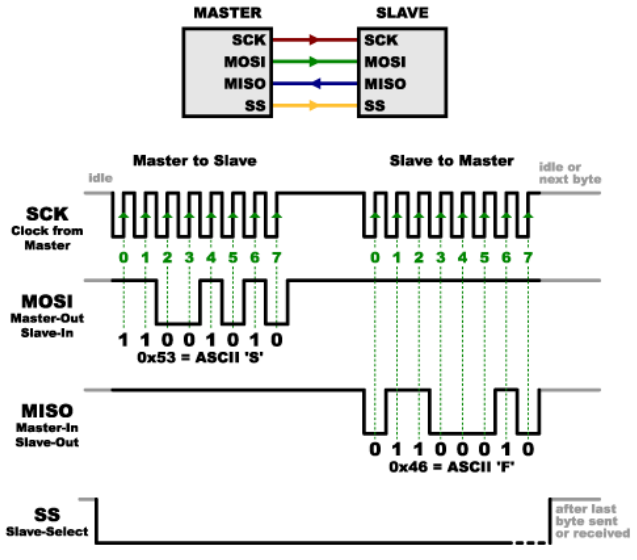 MASTER SLAVE
SCK SCK
MOSI MOSI
MISO MISO
SS SS
Master to Slave Slave to Master
idle
idle or
next byte
SCK
Clock from
Master
0 1 2 3 4 5 6 7 0 1 2 3 4 5 6 7
MOSI
Master-Out
Slave-In
1 1 0 0 1 0 1 0
0x53 = ASCII 'S'
MISO
Master-In
Slave-Out
0 1 1 0 0 0 1 0
0x46 = ASCII 'F'
SS
Slave-Select
after last
byte sent
or received